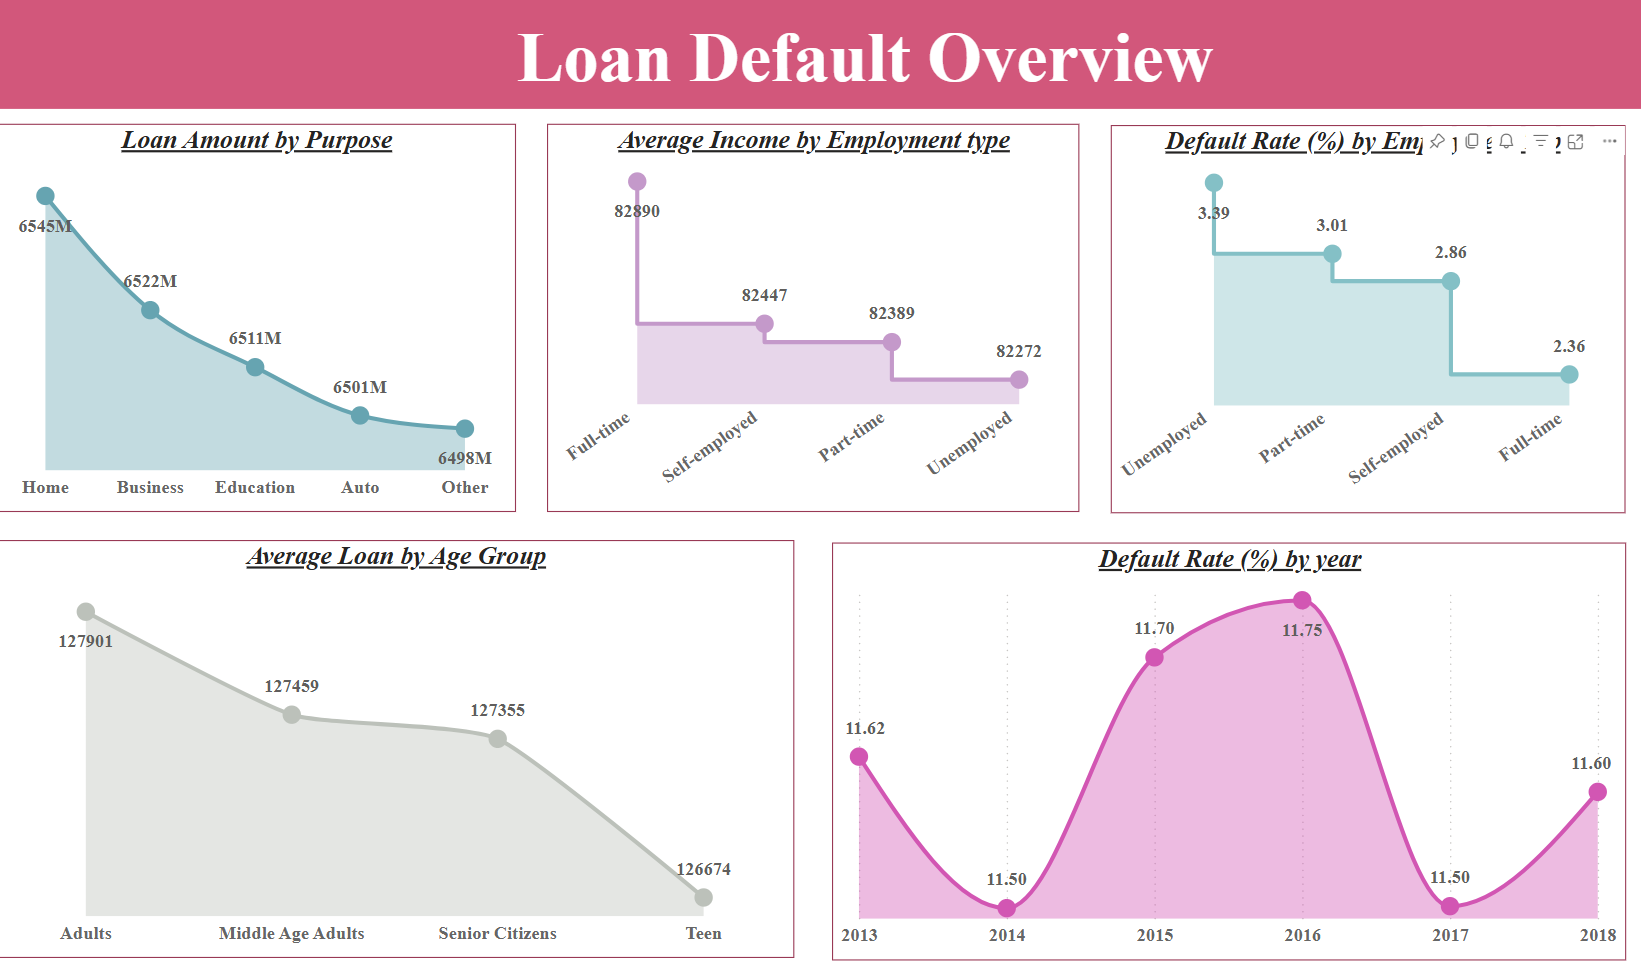 Loan Default Overview
Loan Amount by Purpose
6545M
6522M
6511M
6501M
6498M
Home Business Education Auto Other
Average Income by Employment type
82890
82447
82389
82272
Full-time
Self-employed
Part-time
Unemployed
Default Rate (%) by
3.39
3.01
2.86
2.36
Unemployed
Part-time
Self-employed
Full-time
Average Loan by Age Group
127901
127459
127355
126674
Adults Middle Age Adults Senior Citizens Teen
Default Rate (%) by year
11.62
11.50
11.70
11.75
11.50
11.60
2013 2014 2015 2016 2017 2018